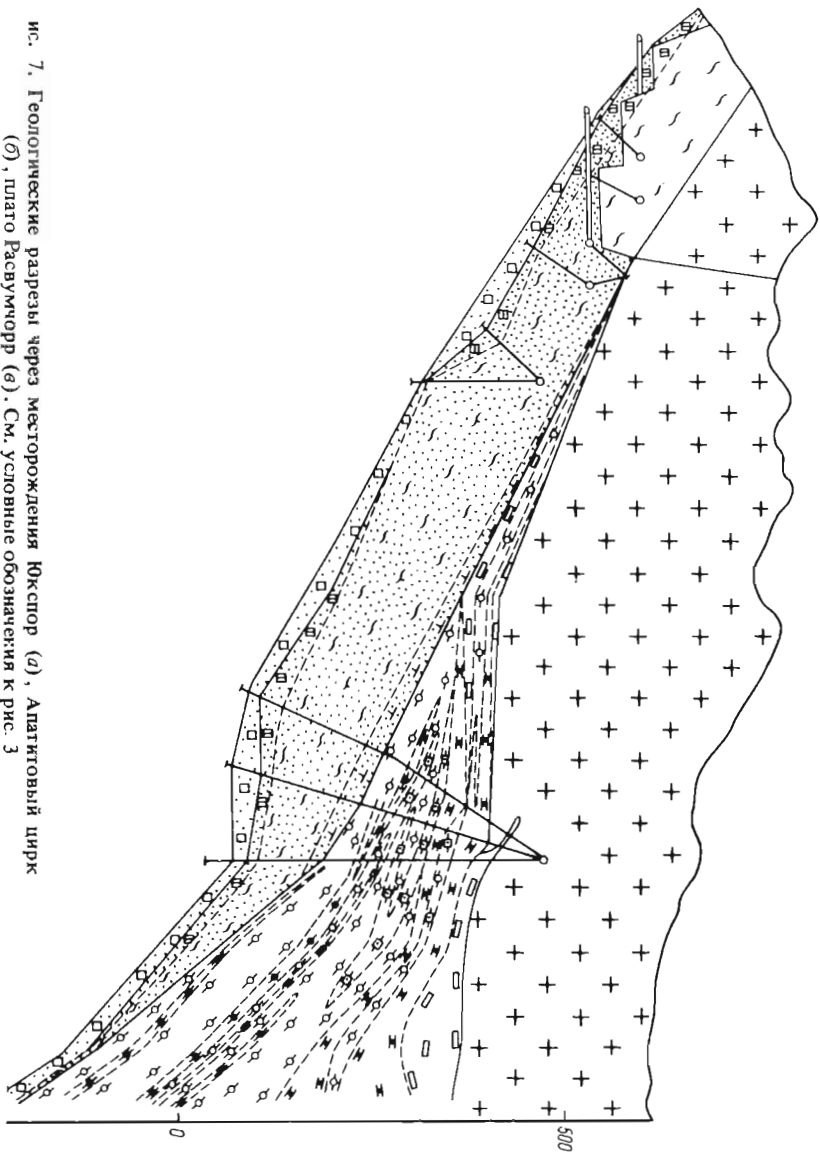 ис. 7. Геологические разрезы через месторождения Юкспор (а), Апатитовый цирк
(б), плато Расвумчорр (в). См. условные обозначения к рис. 3
500
0